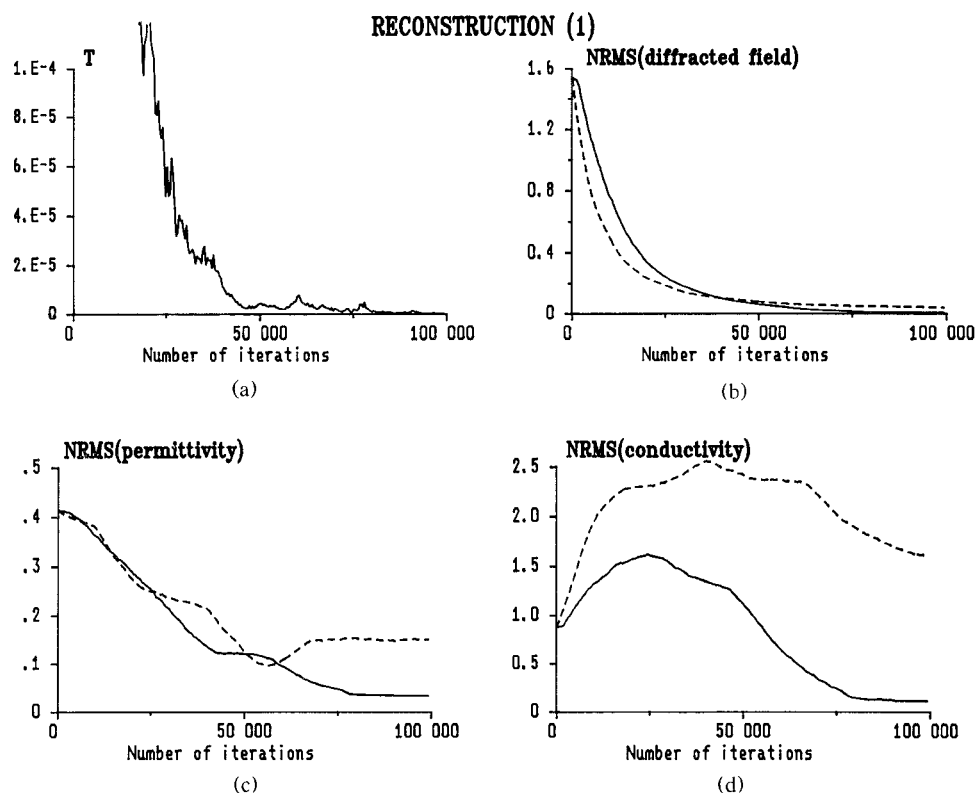 RECONSTRUCTION (1)
T
1.E-4
8.E-5
6.E-5
4.E-5
2.E-5
0
0
50 000
100 000
Number of iterations
(a)
NRMS(diffracted field)
1.6
1.2
0.8
0.4
0
0
50 000
100 000
Number of iterations
(b)
NRMS(permittivity)
.5
.4
.3
.2
0.1
0
0
50 000
100 000
Number of iterations
(c)
NRMS(conductivity)
2.5
2.0
1.5
1.0
0.5
0
0
50 000
100 000
Number of iterations
(d)